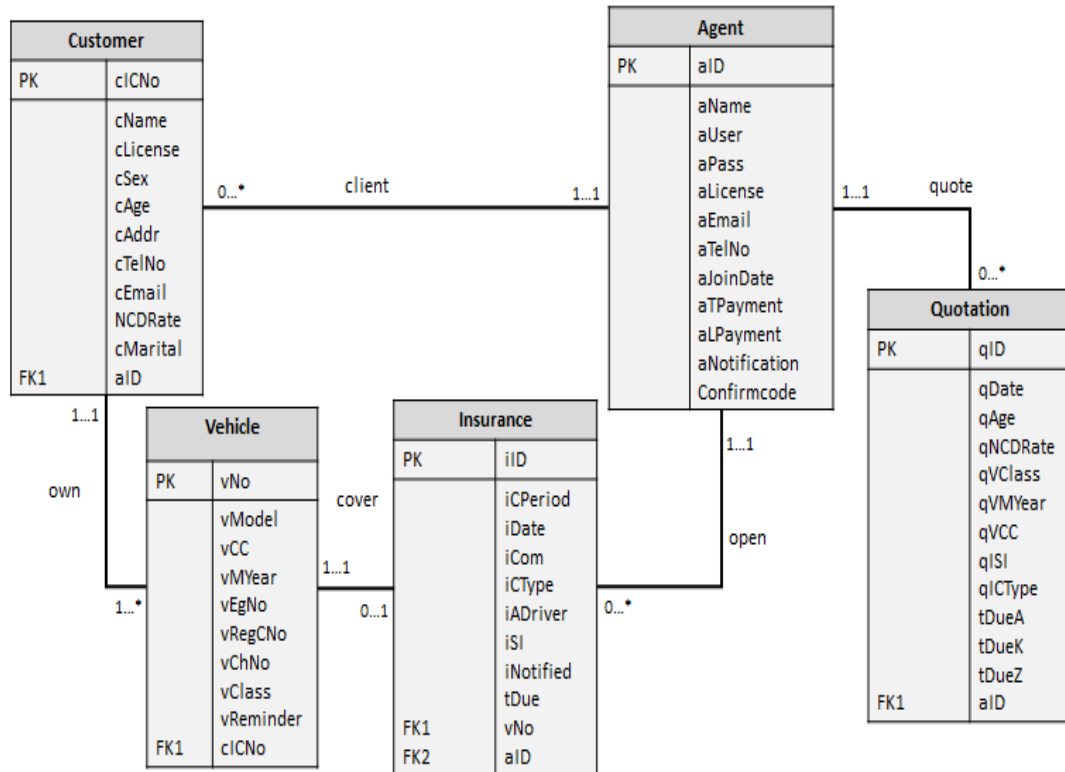 Customer
PK cICNo
cName
cLicense
cSex
cAge
cAddr
cTelNo
cEmail
NCDRate
cMarital
FK1 aID
0...* client 1...1
Agent
PK aID
aName
aUser
aPass
aLicense
aEmail
aTelNo
aJoinDate
aTPayment
aLPayment
aNotification
Confirmcode
1...1 quote
0...*
Quotation
PK qID
qDate
qAge
qNCDRate
qVClass
qVMYear
qVCC
qISI
qICType
tDueA
tDueK
tDueZ
FK1 aID
1...1
own
1...*
Vehicle
PK vNo
vModel
vCC
vMYear
vEgNo
vRegCNo
vChNo
vClass
vReminder
FK1 cICNo
cover
1...1
0...1
Insurance
PK iID
iCPeriod
iDate
iCom
iCType
iADriver
iSI
iNotified
tDue
FK1 vNo
FK2 aID
1...1
open
0...*